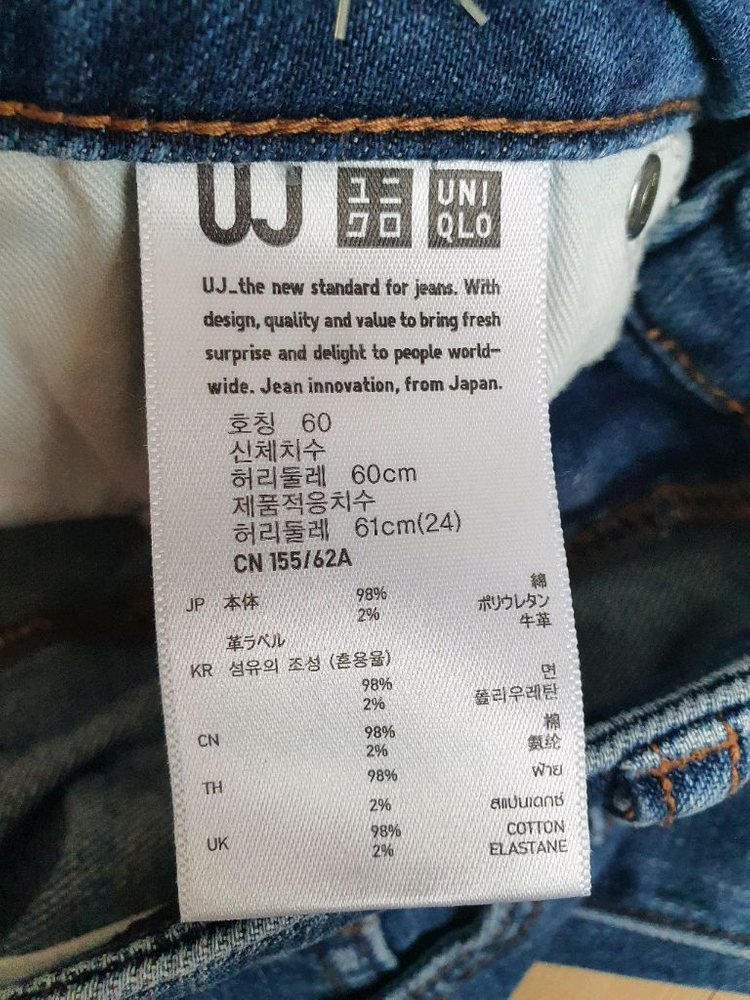 UJ ユニ UNI
クロ QLO
UJ_the new standard for jeans. With
design, quality and value to bring fresh
surprise and delight to people world-
wide. Jean innovation, from Japan.
호칭 60
신체치수
허리둘레 60cm
제품적응치수
허리둘레 61cm(24)
CN 155/62A
JP 本体 98% 綿
2% ポリウレタン
革ラベル 牛革
KR 섬유의 조성 (혼용율)
98% 면
2% 폴리우레탄
CN 98% 棉
2% 氨纶
TH 98% ฝ้าย
2% สแปนเดกซ์
UK 98% COTTON
2% ELASTANE